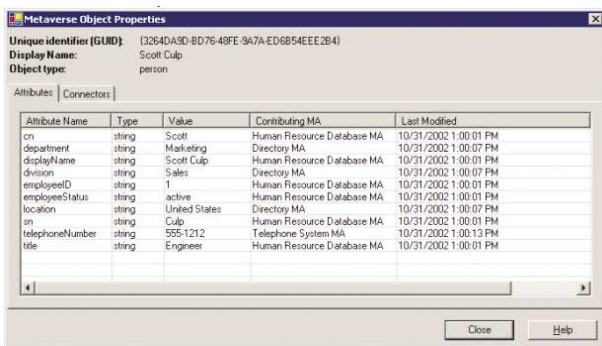 Metaverse Object Properties
Unique identifier (GUID): {3264DA9D-BD76-48FE-9A7A-ED6B54EEE2B4}
Display Name: Scott Culp
Object type: person
Attributes Connectors
Attribute Name Type Value Contributing MA Last Modified
cn string Scott Human Resource Database MA 10/31/2002 1:00:01 PM
department string Marketing Directory MA 10/31/2002 1:00:07 PM
displayName string Scott Culp Human Resource Database MA 10/31/2002 1:00:01 PM
division string Sales Directory MA 10/31/2002 1:00:07 PM
employeeID string 1 Human Resource Database MA 10/31/2002 1:00:01 PM
employeeStatus string active Human Resource Database MA 10/31/2002 1:00:01 PM
location string United States Directory MA 10/31/2002 1:00:07 PM
sn string Culp Human Resource Database MA 10/31/2002 1:00:01 PM
telephoneNumber string 555-1212 Telephone System MA 10/31/2002 1:00:13 PM
title string Engineer Human Resource Database MA 10/31/2002 1:00:01 PM
Close Help